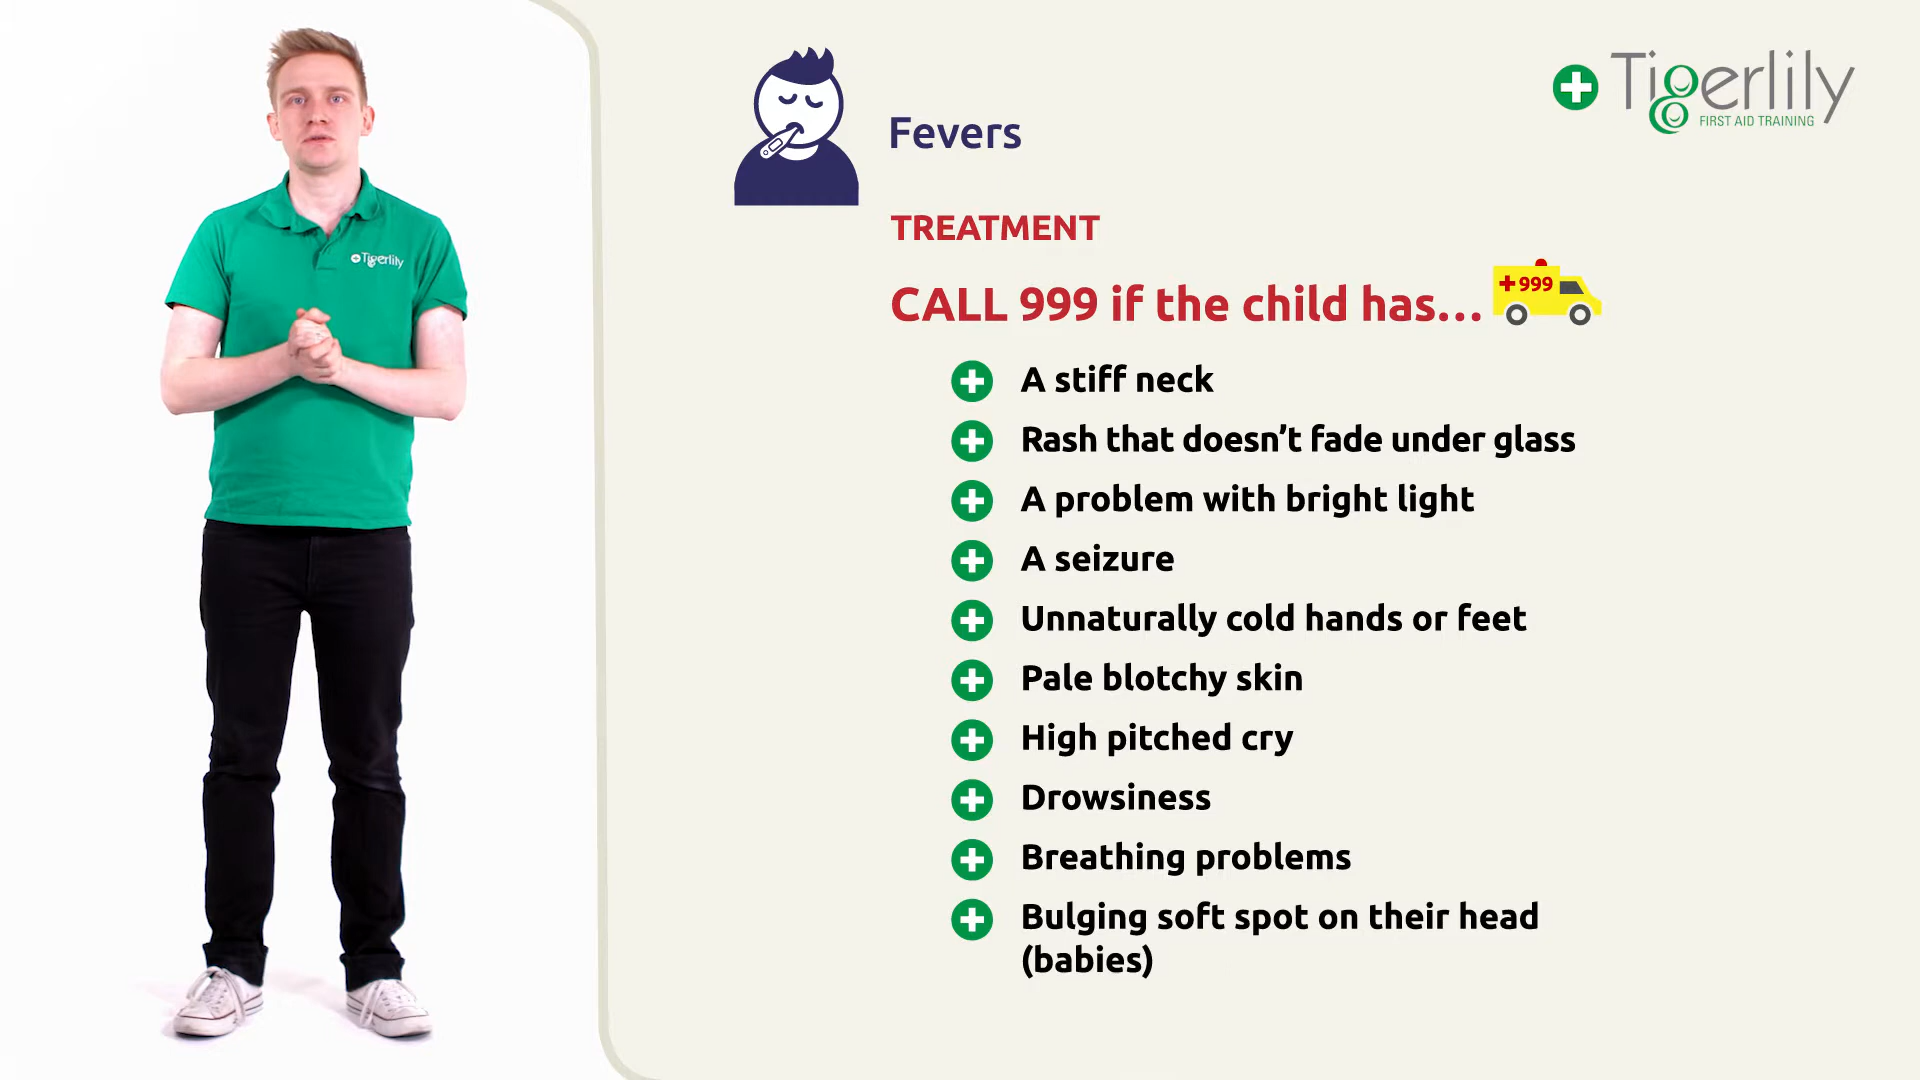 Tigerlily
FIRST AID TRAINING
Fevers
TREATMENT
CALL 999 if the child has...
+999
Tigerlily
A stiff neck
Rash that doesn’t fade under glass
A problem with bright light
A seizure
Unnaturally cold hands or feet
Pale blotchy skin
High pitched cry
Drowsiness
Breathing problems
Bulging soft spot on their head
(babies)